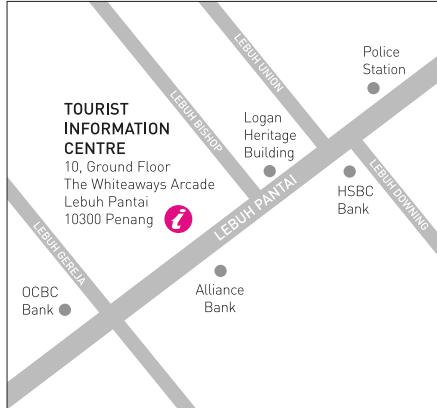 Police
Station
LEBUH UNION
LEBUH BISHOP
TOURIST
INFORMATION
CENTRE
10, Ground Floor
The Whiteaways Arcade
Lebuh Pantai
10300 Penang
i
Logan
Heritage
Building
HSBC
Bank
LEBUH DOWNING
LEBUH PANTAI
LEBUH GEREJA
Alliance
Bank
OCBC
Bank